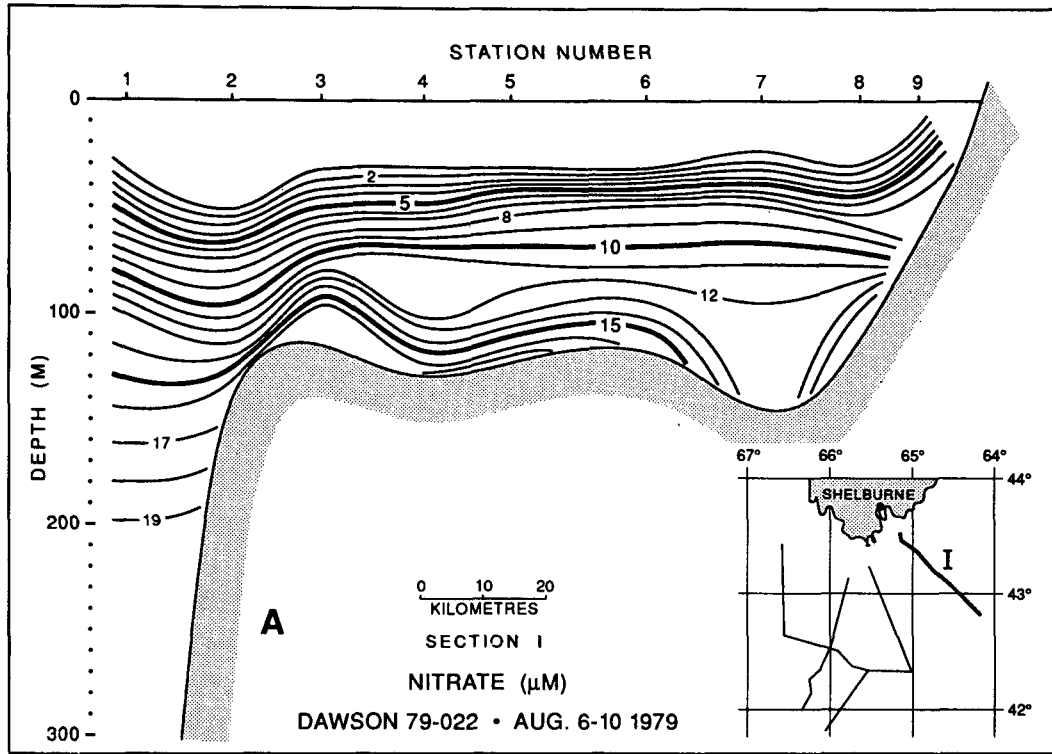 STATION NUMBER
1 2 3 4 5 6 7 8 9
0
100
200
300
DEPTH (M)
2
5
8
10
12
15
17
19
A
0 10 20
KILOMETRES
SECTION I
NITRATE (μM)
DAWSON 79-022 • AUG. 6-10 1979
67° 66° 65° 64°
44°
SHELBURNE
I
43°
42°